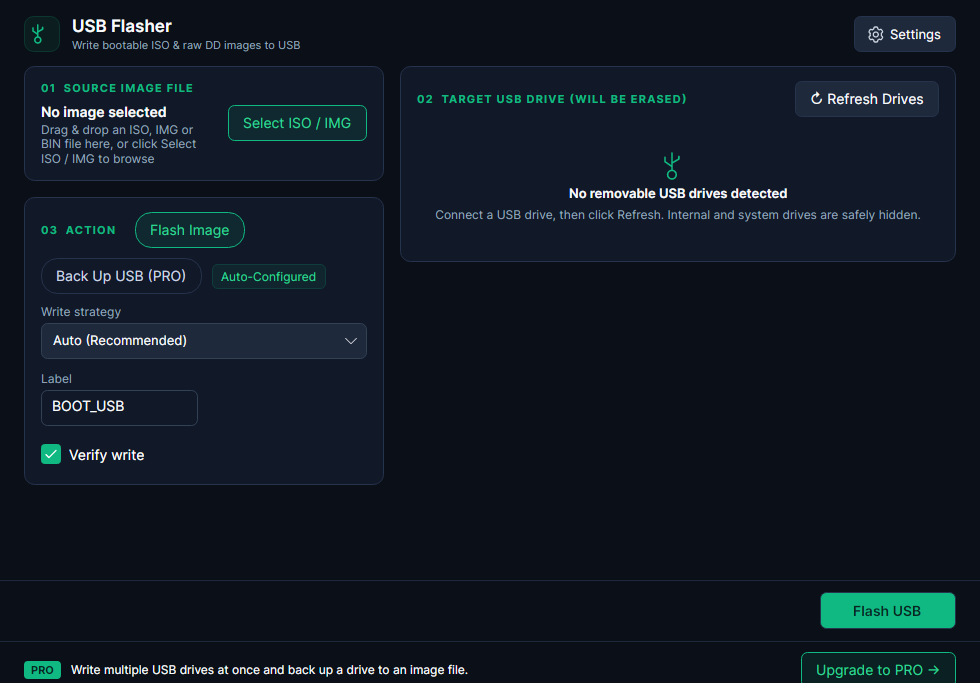 USB Flasher
Write bootable ISO & raw DD images to USB
Settings
01 SOURCE IMAGE FILE
No image selected
Drag & drop an ISO, IMG or
BIN file here, or click Select
ISO / IMG to browse
Select ISO / IMG
02 TARGET USB DRIVE (WILL BE ERASED)
Refresh Drives
No removable USB drives detected
Connect a USB drive, then click Refresh. Internal and system drives are safely hidden.
03 ACTION
Flash Image
Back Up USB (PRO)
Auto-Configured
Write strategy
Auto (Recommended)
Label
BOOT_USB
Verify write
Flash USB
PRO
Write multiple USB drives at once and back up a drive to an image file.
Upgrade to PRO →